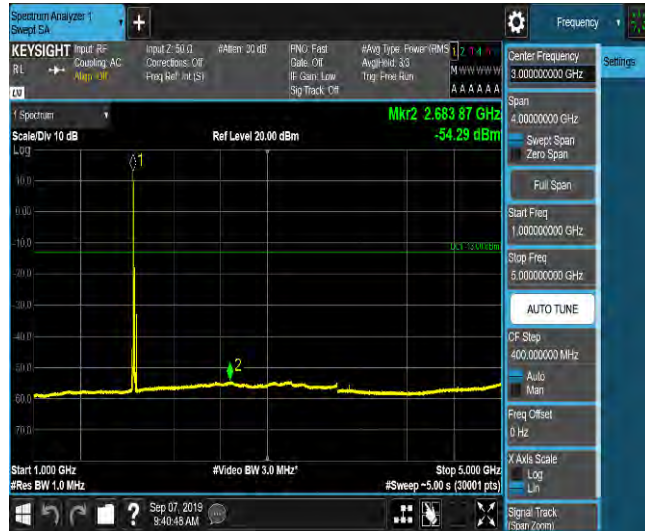 Spectrum Analyzer 1
Swept SA
+
Frequency
KEYSIGHT
RL
Input: RF
Coupling: AC
Align: Off
Input Z: 50 Ω
Corrections: Off
Freq Ref: Int (S)
#Atten: 30 dB
PNO: Fast
Gate: Off
IF Gain: Low
Sig Track: Off
#Avg Type: Power (RMS
Avg|Hold: 3/3
Trig: Free Run
M W W W W W
A A A A A A
1 Spectrum
Scale/Div 10 dB
Log
Ref Level 20.00 dBm
Mkr2 2.683 87 GHz
-54.29 dBm
1
10.0
0.00
-10.0
DL1 -13.00 dBm
-20.0
-30.0
-40.0
-50.0
2
-60.0
-70.0
Start 1.000 GHz
#Res BW 1.0 MHz
#Video BW 3.0 MHz*
Stop 5.000 GHz
#Sweep ~5.00 s (30001 pts)
?
Sep 07, 2019
9:40:48 AM
Center Frequency
3.000000000 GHz
Settings
Span
4.00000000 GHz
Swept Span
Zero Span
Full Span
Start Freq
1.000000000 GHz
Stop Freq
5.000000000 GHz
AUTO TUNE
CF Step
400.000000 MHz
Auto
Man
Freq Offset
0 Hz
X Axis Scale
Log
Lin
Signal Track
(Span Zoom)